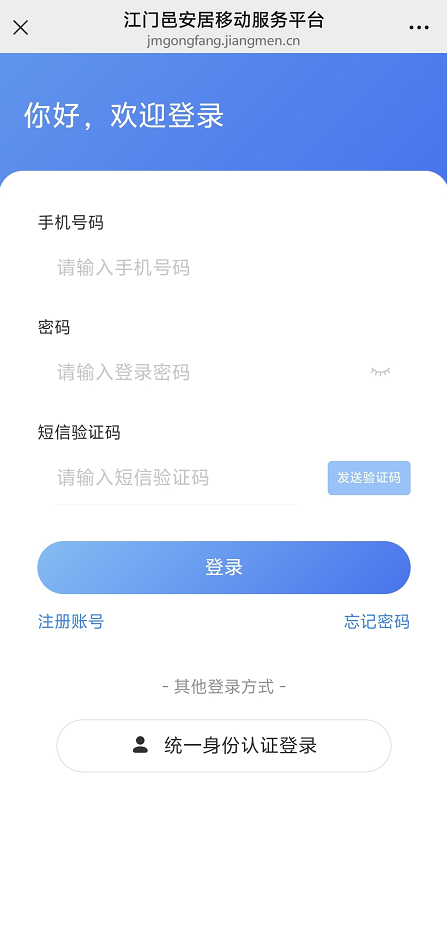 江门邑安居移动服务平台
jmgongfang.jiangmen.cn
你好，欢迎登录
手机号码
请输入手机号码
密码
请输入登录密码
短信验证码
请输入短信验证码
发送验证码
登录
注册账号
忘记密码
- 其他登录方式 -
统一身份认证登录